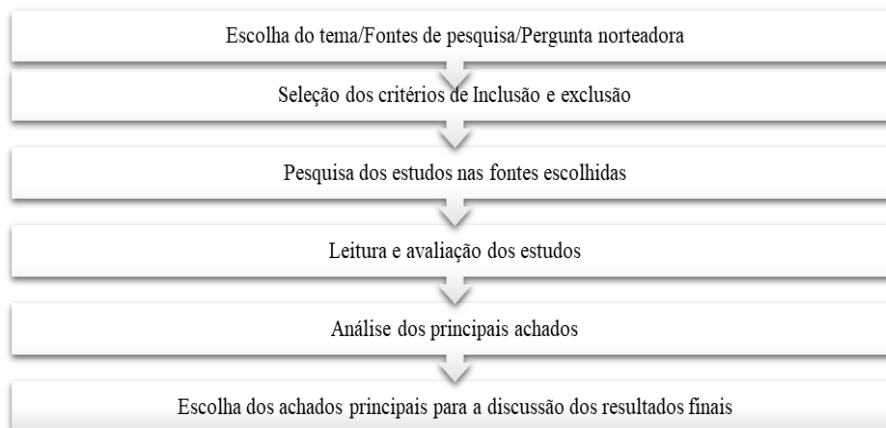 Escolha do tema/Fontes de pesquisa/Pergunta norteadora
Seleção dos critérios de Inclusão e exclusão
Pesquisa dos estudos nas fontes escolhidas
Leitura e avaliação dos estudos
Análise dos principais achados
Escolha dos achados principais para a discussão dos resultados finais